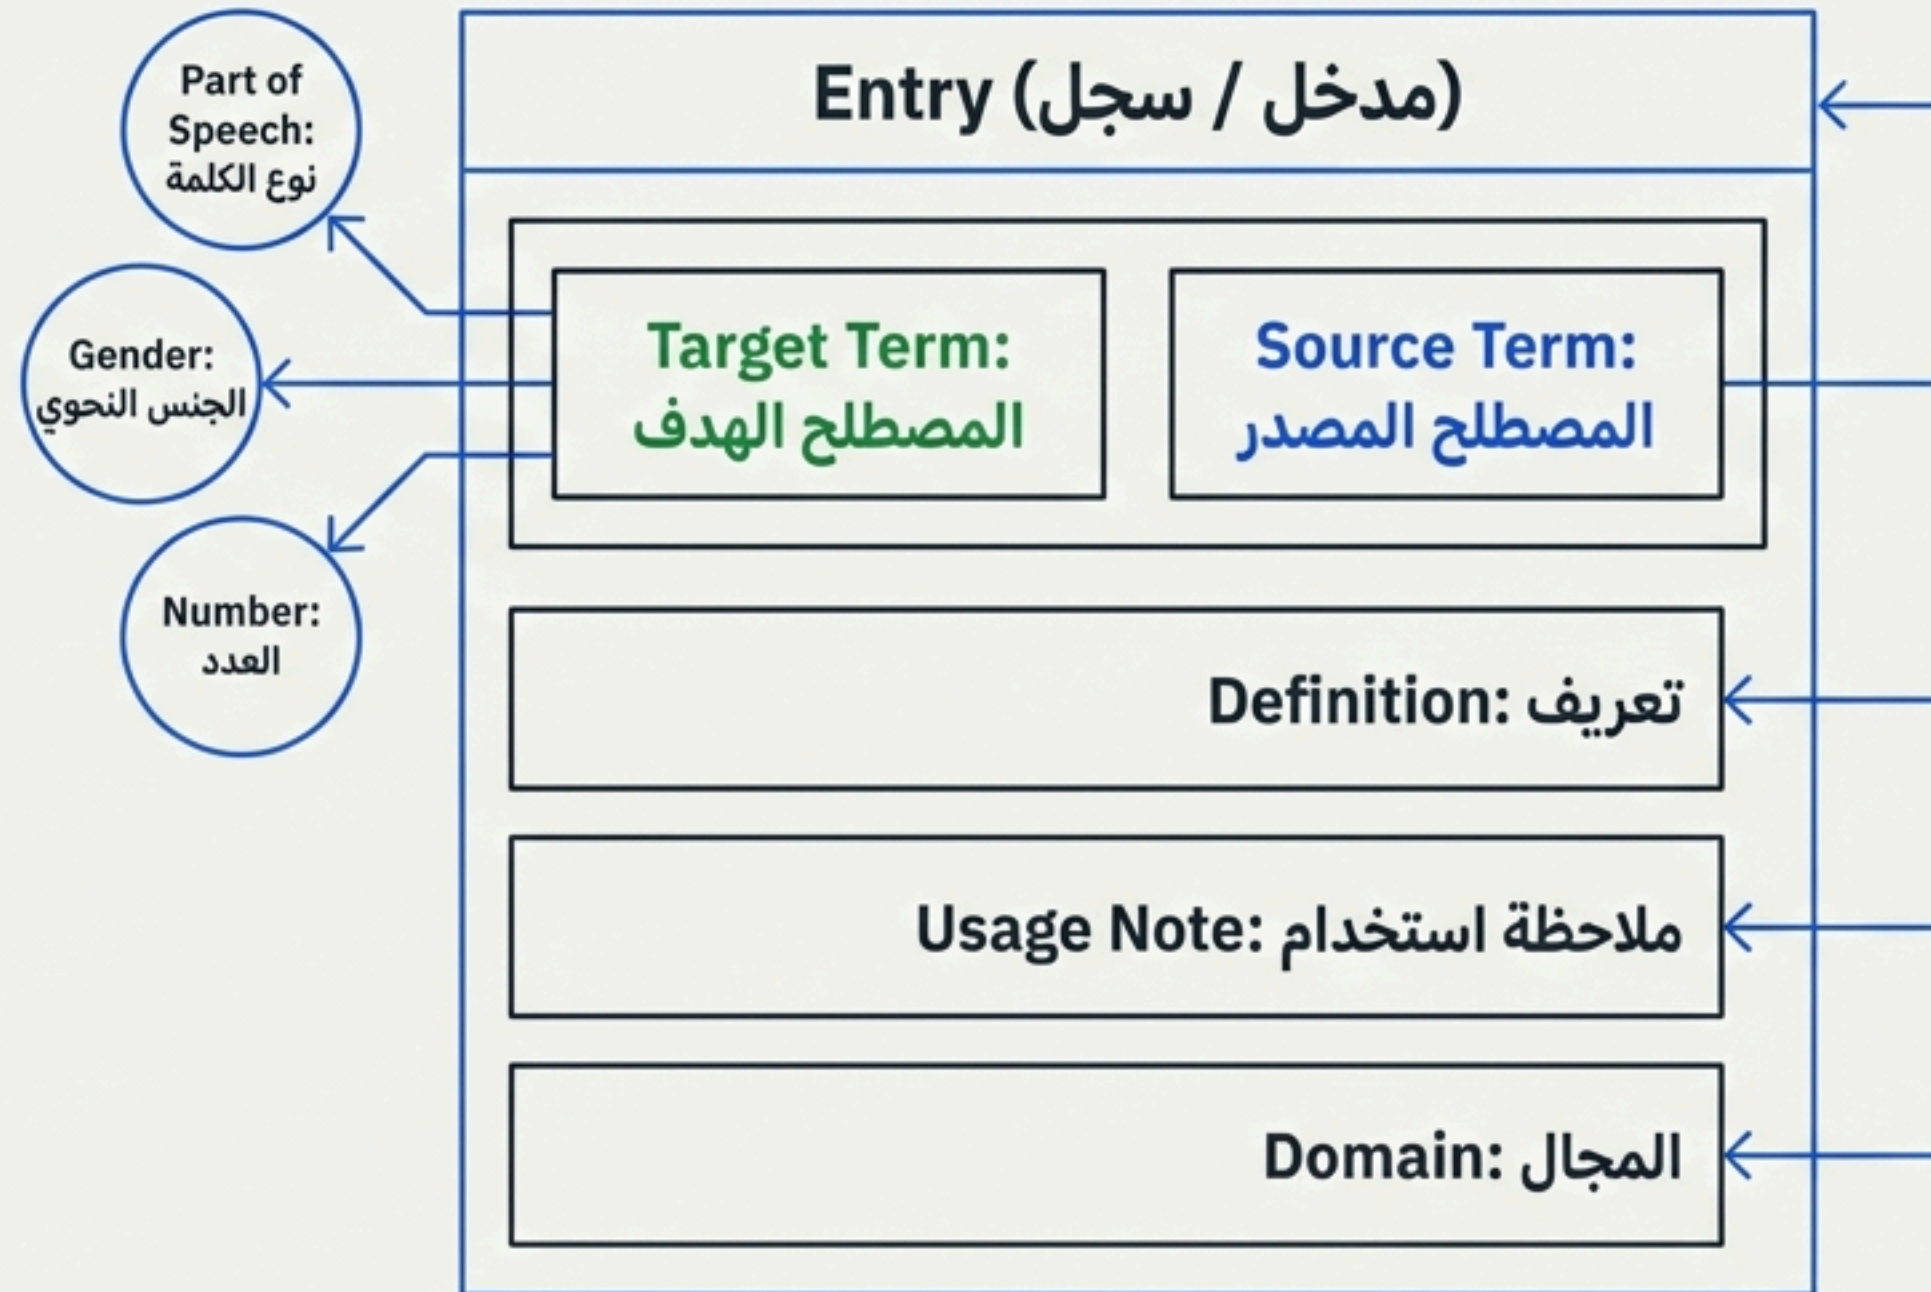 Entry (مدخل / سجل)
Part of
Speech:
نوع الكلمة
Gender:
الجنس النحوي
Number:
العدد
Target Term:
المصطلح الهدف
Source Term:
المصطلح المصدر
Definition: تعريف
Usage Note: ملاحظة استخدام
Domain: المجال